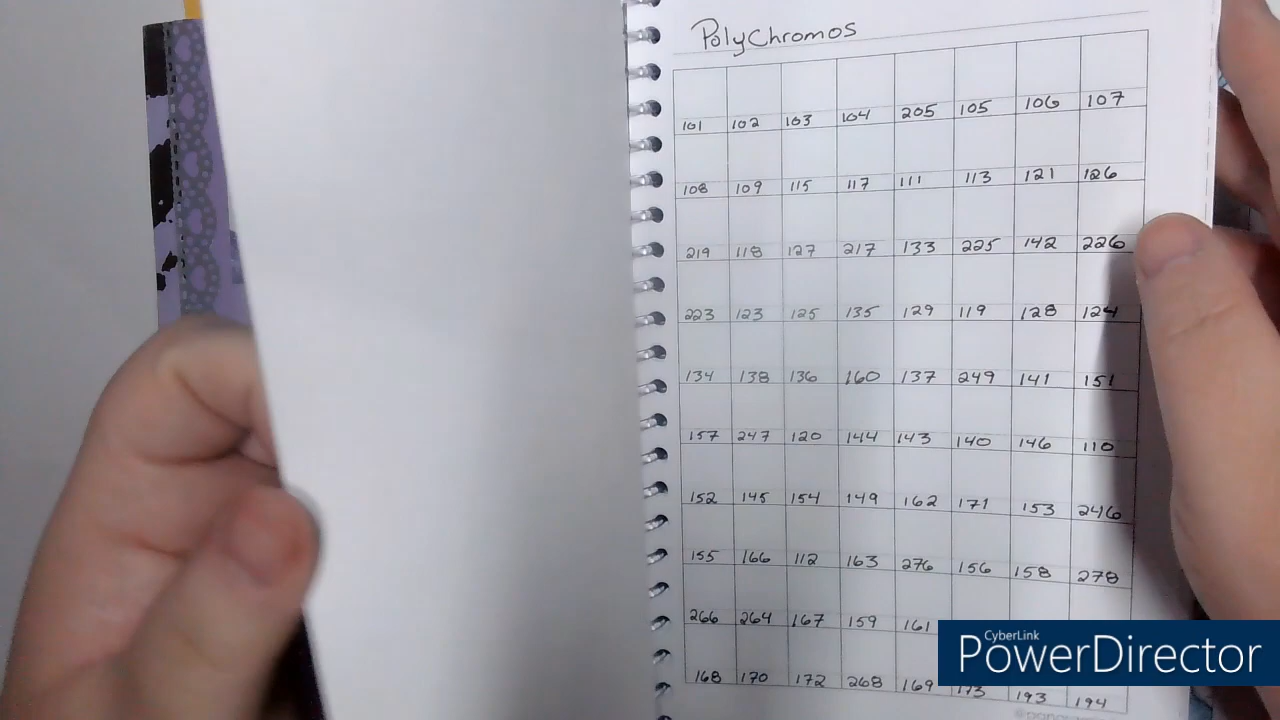 PolyChromos
101 102 103 104 205 105 106 107
108 109 115 117 111 113 121 126
219 118 127 217 133 225 142 226
223 123 125 135 129 119 128 124
134 138 136 160 137 249 141 151
157 247 120 144 143 140 146 110
152 145 154 149 162 171 153 246
155 166 112 163 276 156 158 278
266 264 167 159 161
168 170 172 268 169 173 193 194
CyberLink
PowerDirector